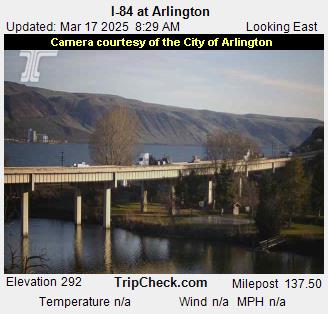 I-84 at Arlington
Updated: Mar 17 2025 8:29 AM Looking East
Camera courtesy of the City of Arlington
Elevation 292 TripCheck.com Milepost 137.50
Temperature n/a Wind n/a MPH n/a